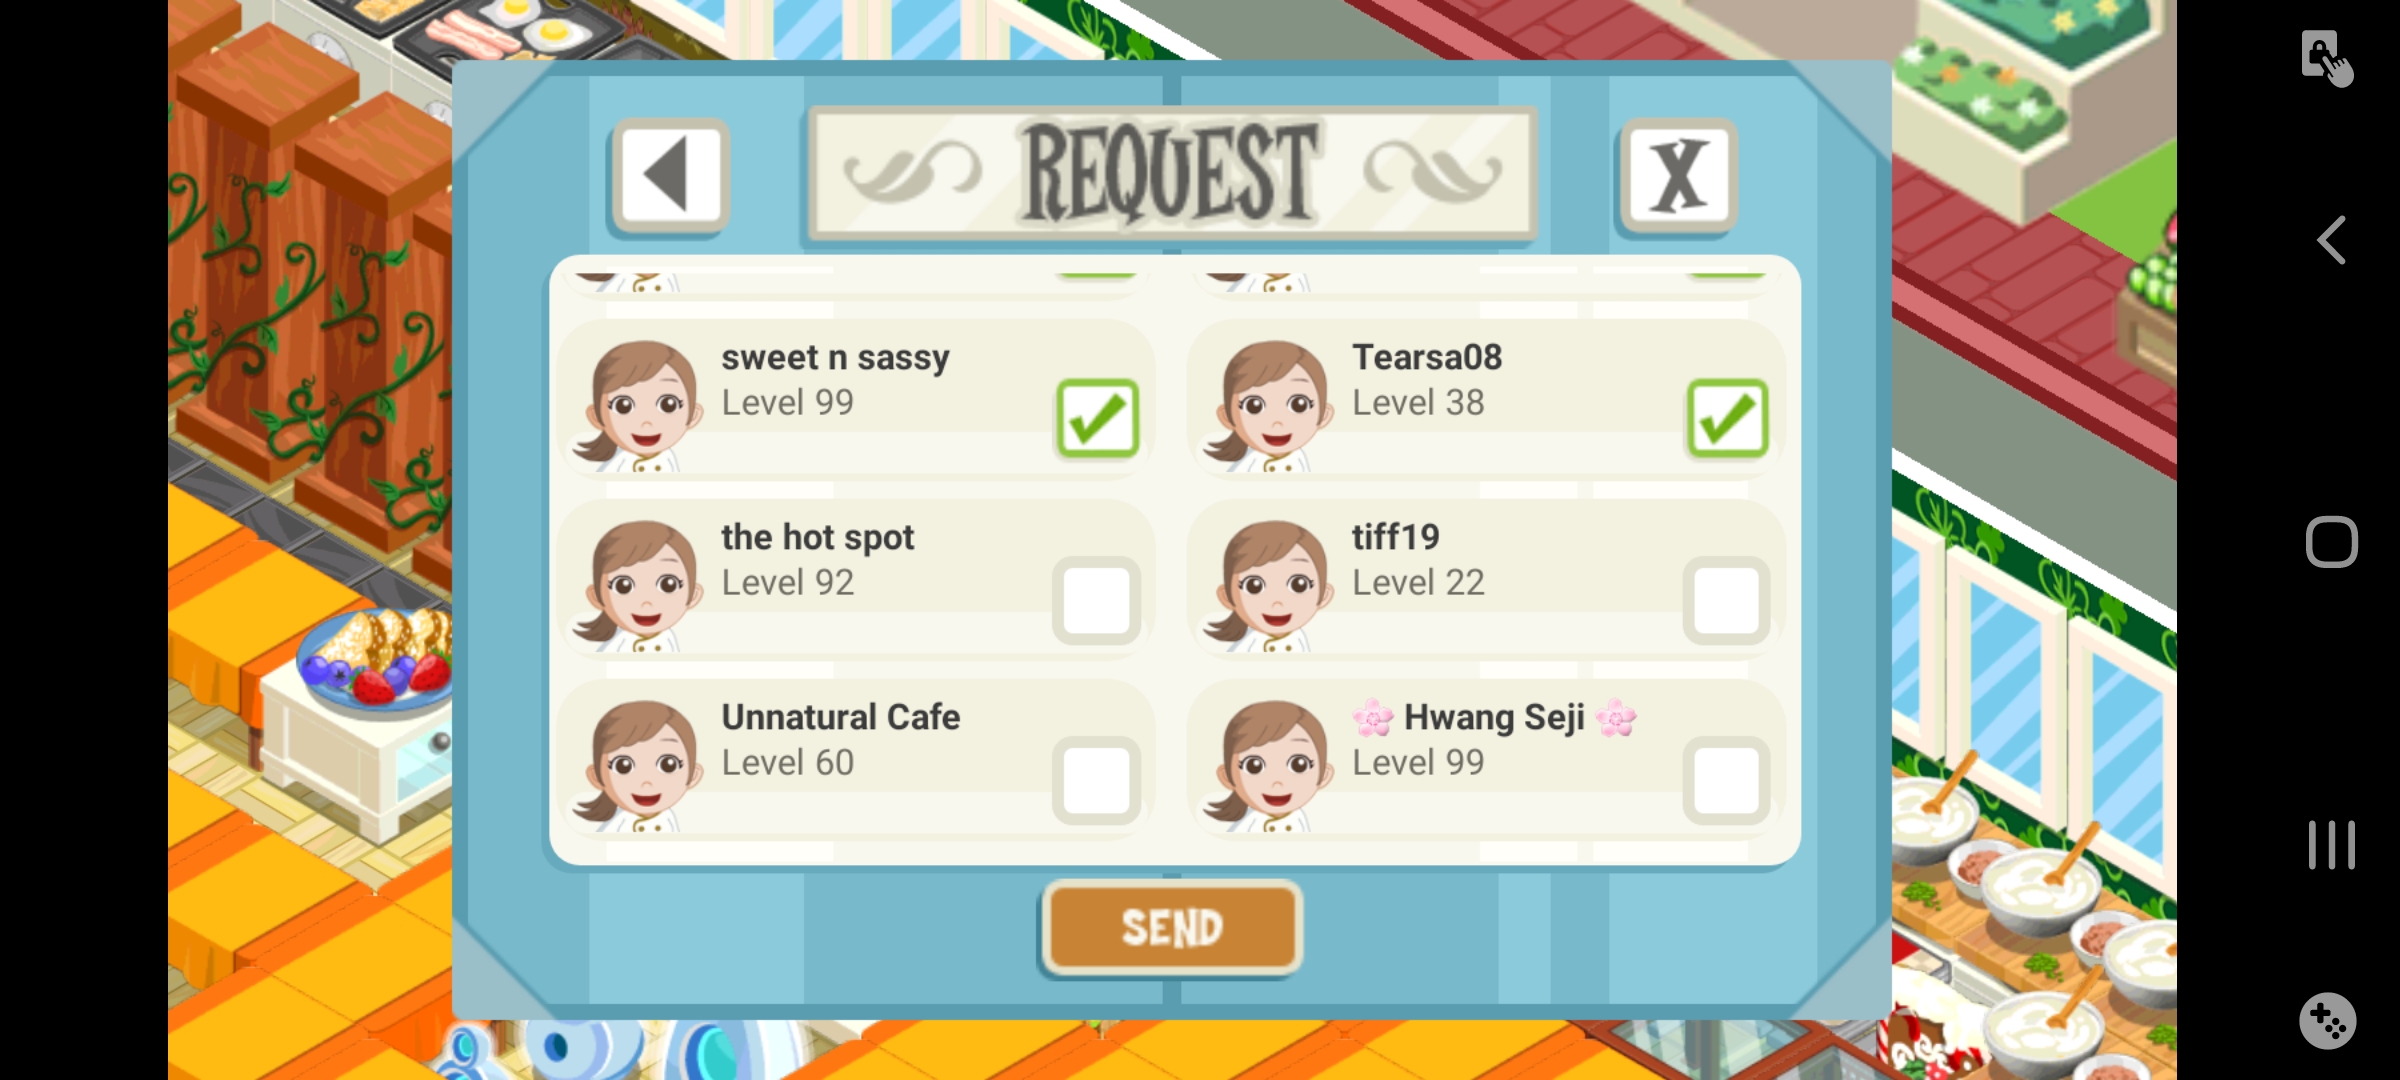 REQUEST
X
sweet n sassy
Level 99
Tearsa08
Level 38
the hot spot
Level 92
tiff19
Level 22
Unnatural Cafe
Level 60
🌸 Hwang Seji 🌸
Level 99
SEND